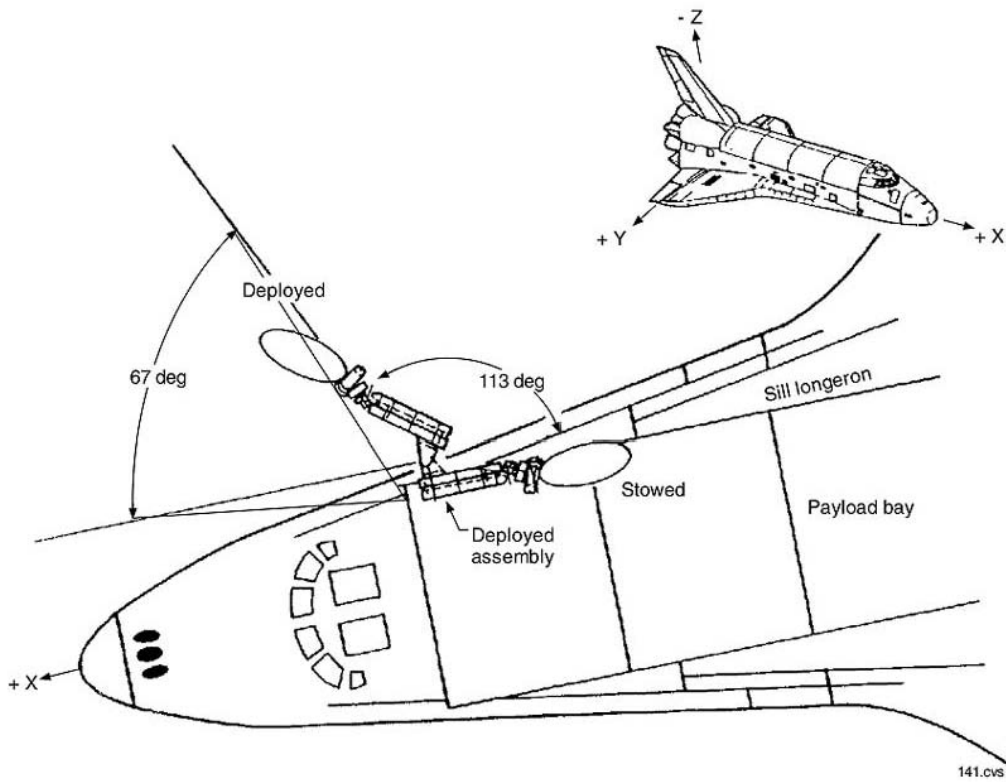 - Z
+ Y
+ X
Deployed
67 deg
113 deg
Sill longeron
Stowed
Payload bay
Deployed
assembly
+ X
141.cvs